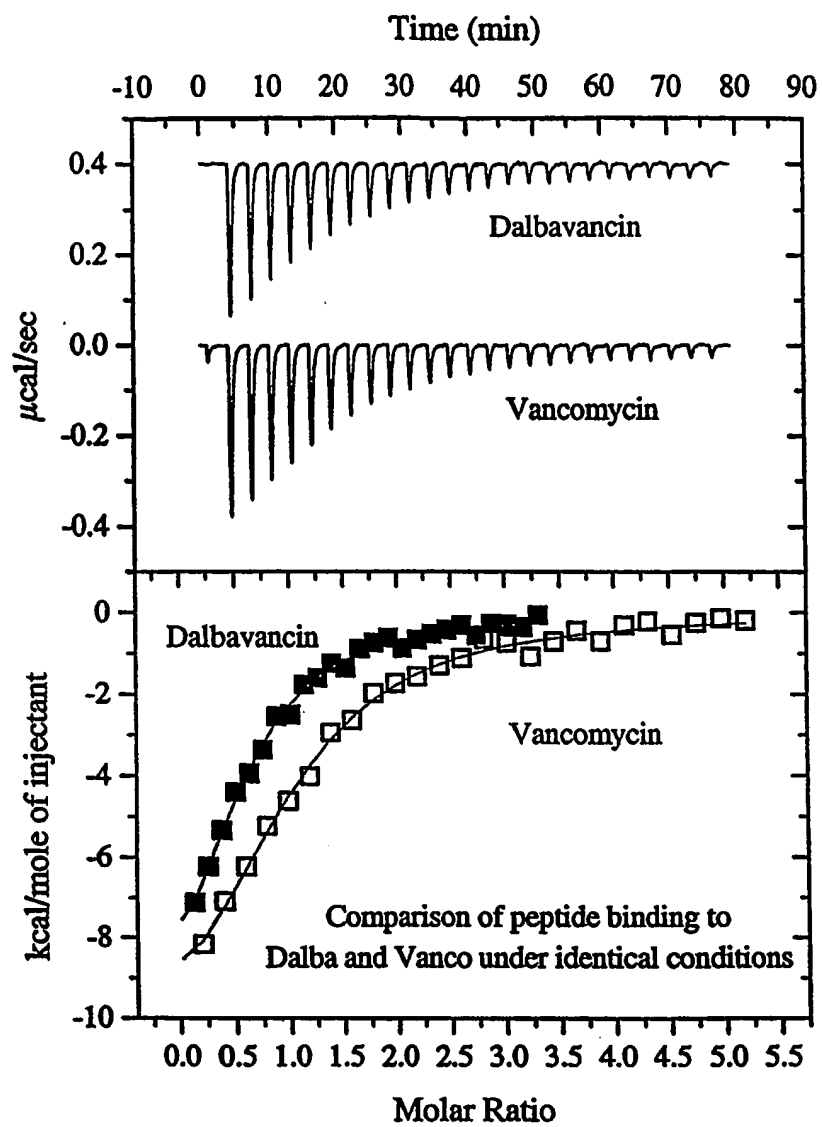 Time (min)
-10 0 10 20 30 40 50 60 70 80 90
0.4
0.2
0.0
-0.2
-0.4
μcal/sec
Dalbavancin
Vancomycin
0
-2
-4
-6
-8
-10
kcal/mole of injectant
Dalbavancin
Vancomycin
Comparison of peptide binding to
Dalba and Vanco under identical conditions
0.0 0.5 1.0 1.5 2.0 2.5 3.0 3.5 4.0 4.5 5.0 5.5
Molar Ratio